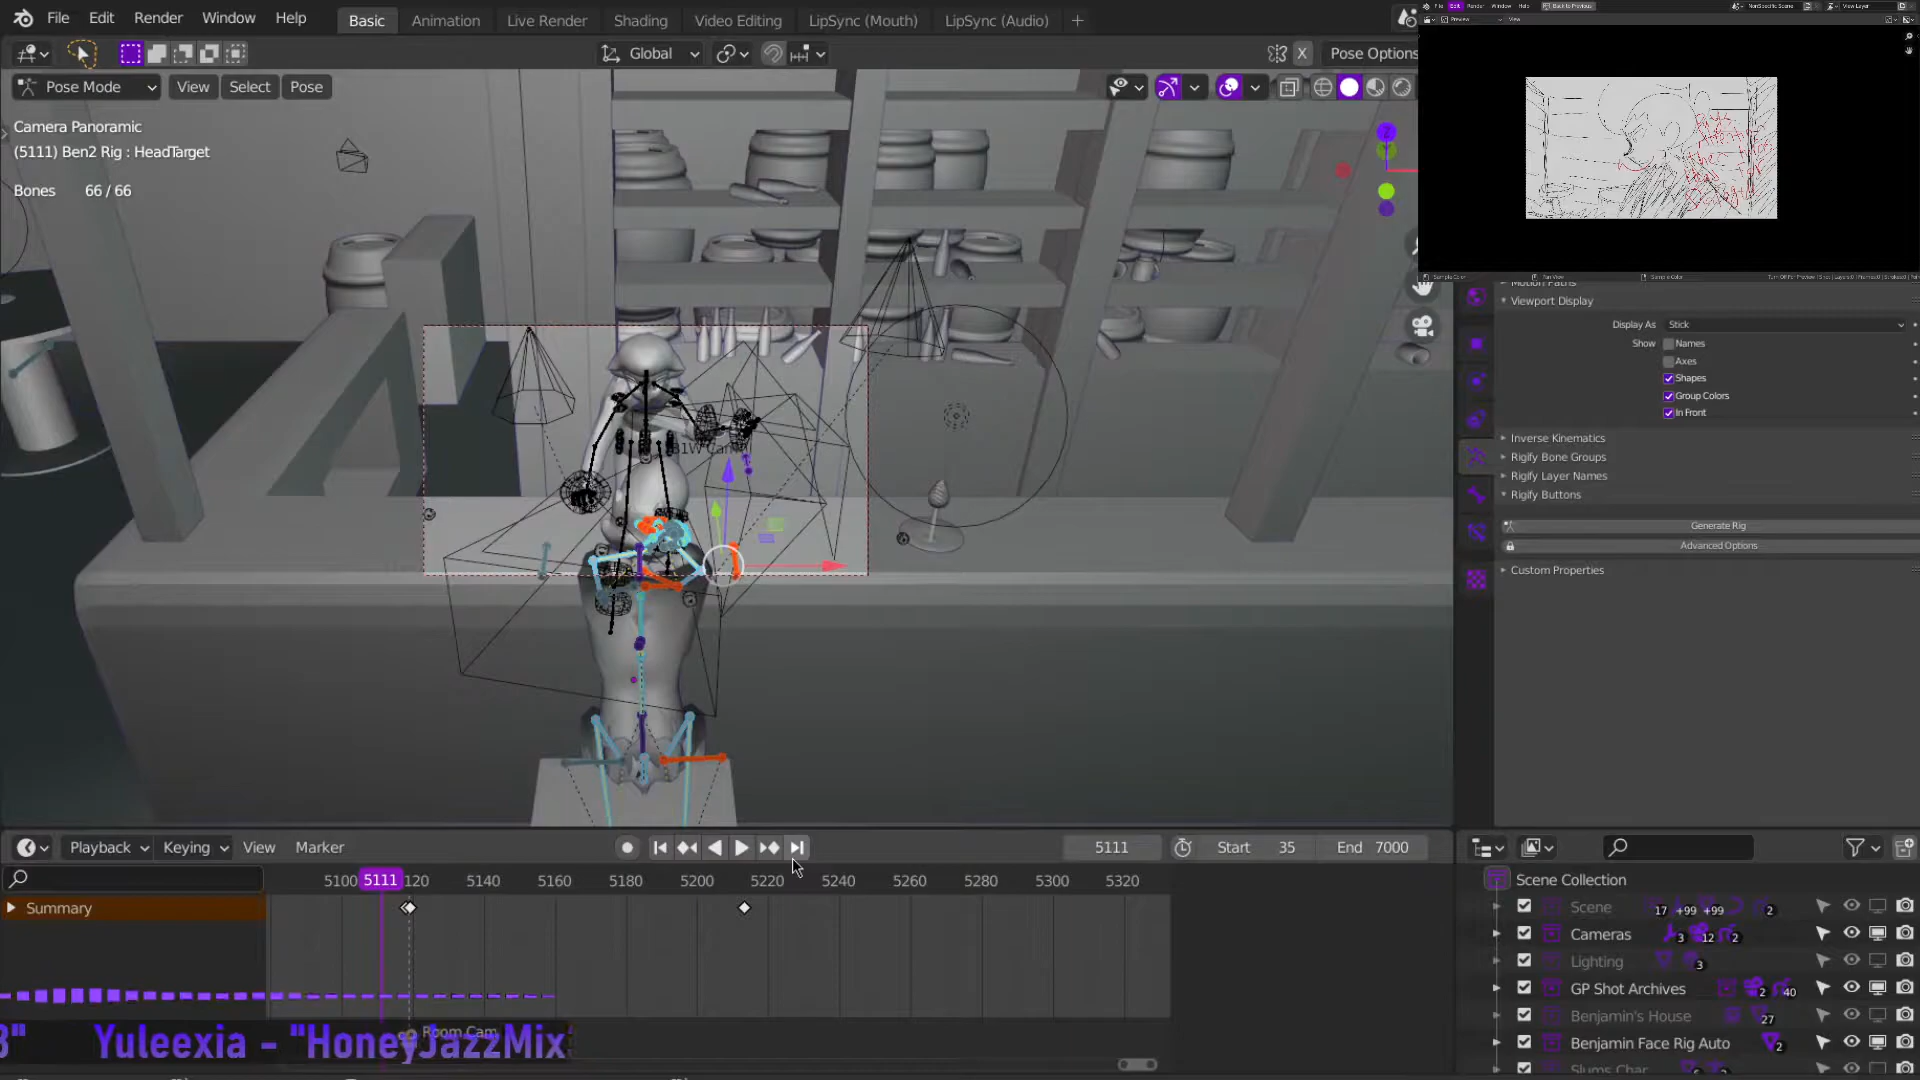 File Edit Render Window Help Basic Animation Live Render Shading Video Editing LipSync (Mouth) LipSync (Audio) +
Global X Pose Options
Pose Mode View Select Pose
Camera Panoramic
(5111) Ben2 Rig : HeadTarget
Bones 66 / 66
Z
Viewport Display
Display As Stick
Show Names
Axes
Shapes
Group Colors
In Front
Inverse Kinematics
Rigify Bone Groups
Rigify Layer Names
Rigify Buttons
Generate Rig
Advanced Options
Custom Properties
Playback Keying View Marker 5111 Start 35 End 7000
5100 5111 120 5140 5160 5180 5200 5220 5240 5260 5280 5300 5320
Summary
Room Cam
Yuleexia - "HoneyJazzMix
Scene Collection
Scene 17 +99 +99 2
Cameras 3 12 2
Lighting 3
GP Shot Archives 2 40
Benjamin's House 27
Benjamin Face Rig Auto 2
Slums Char